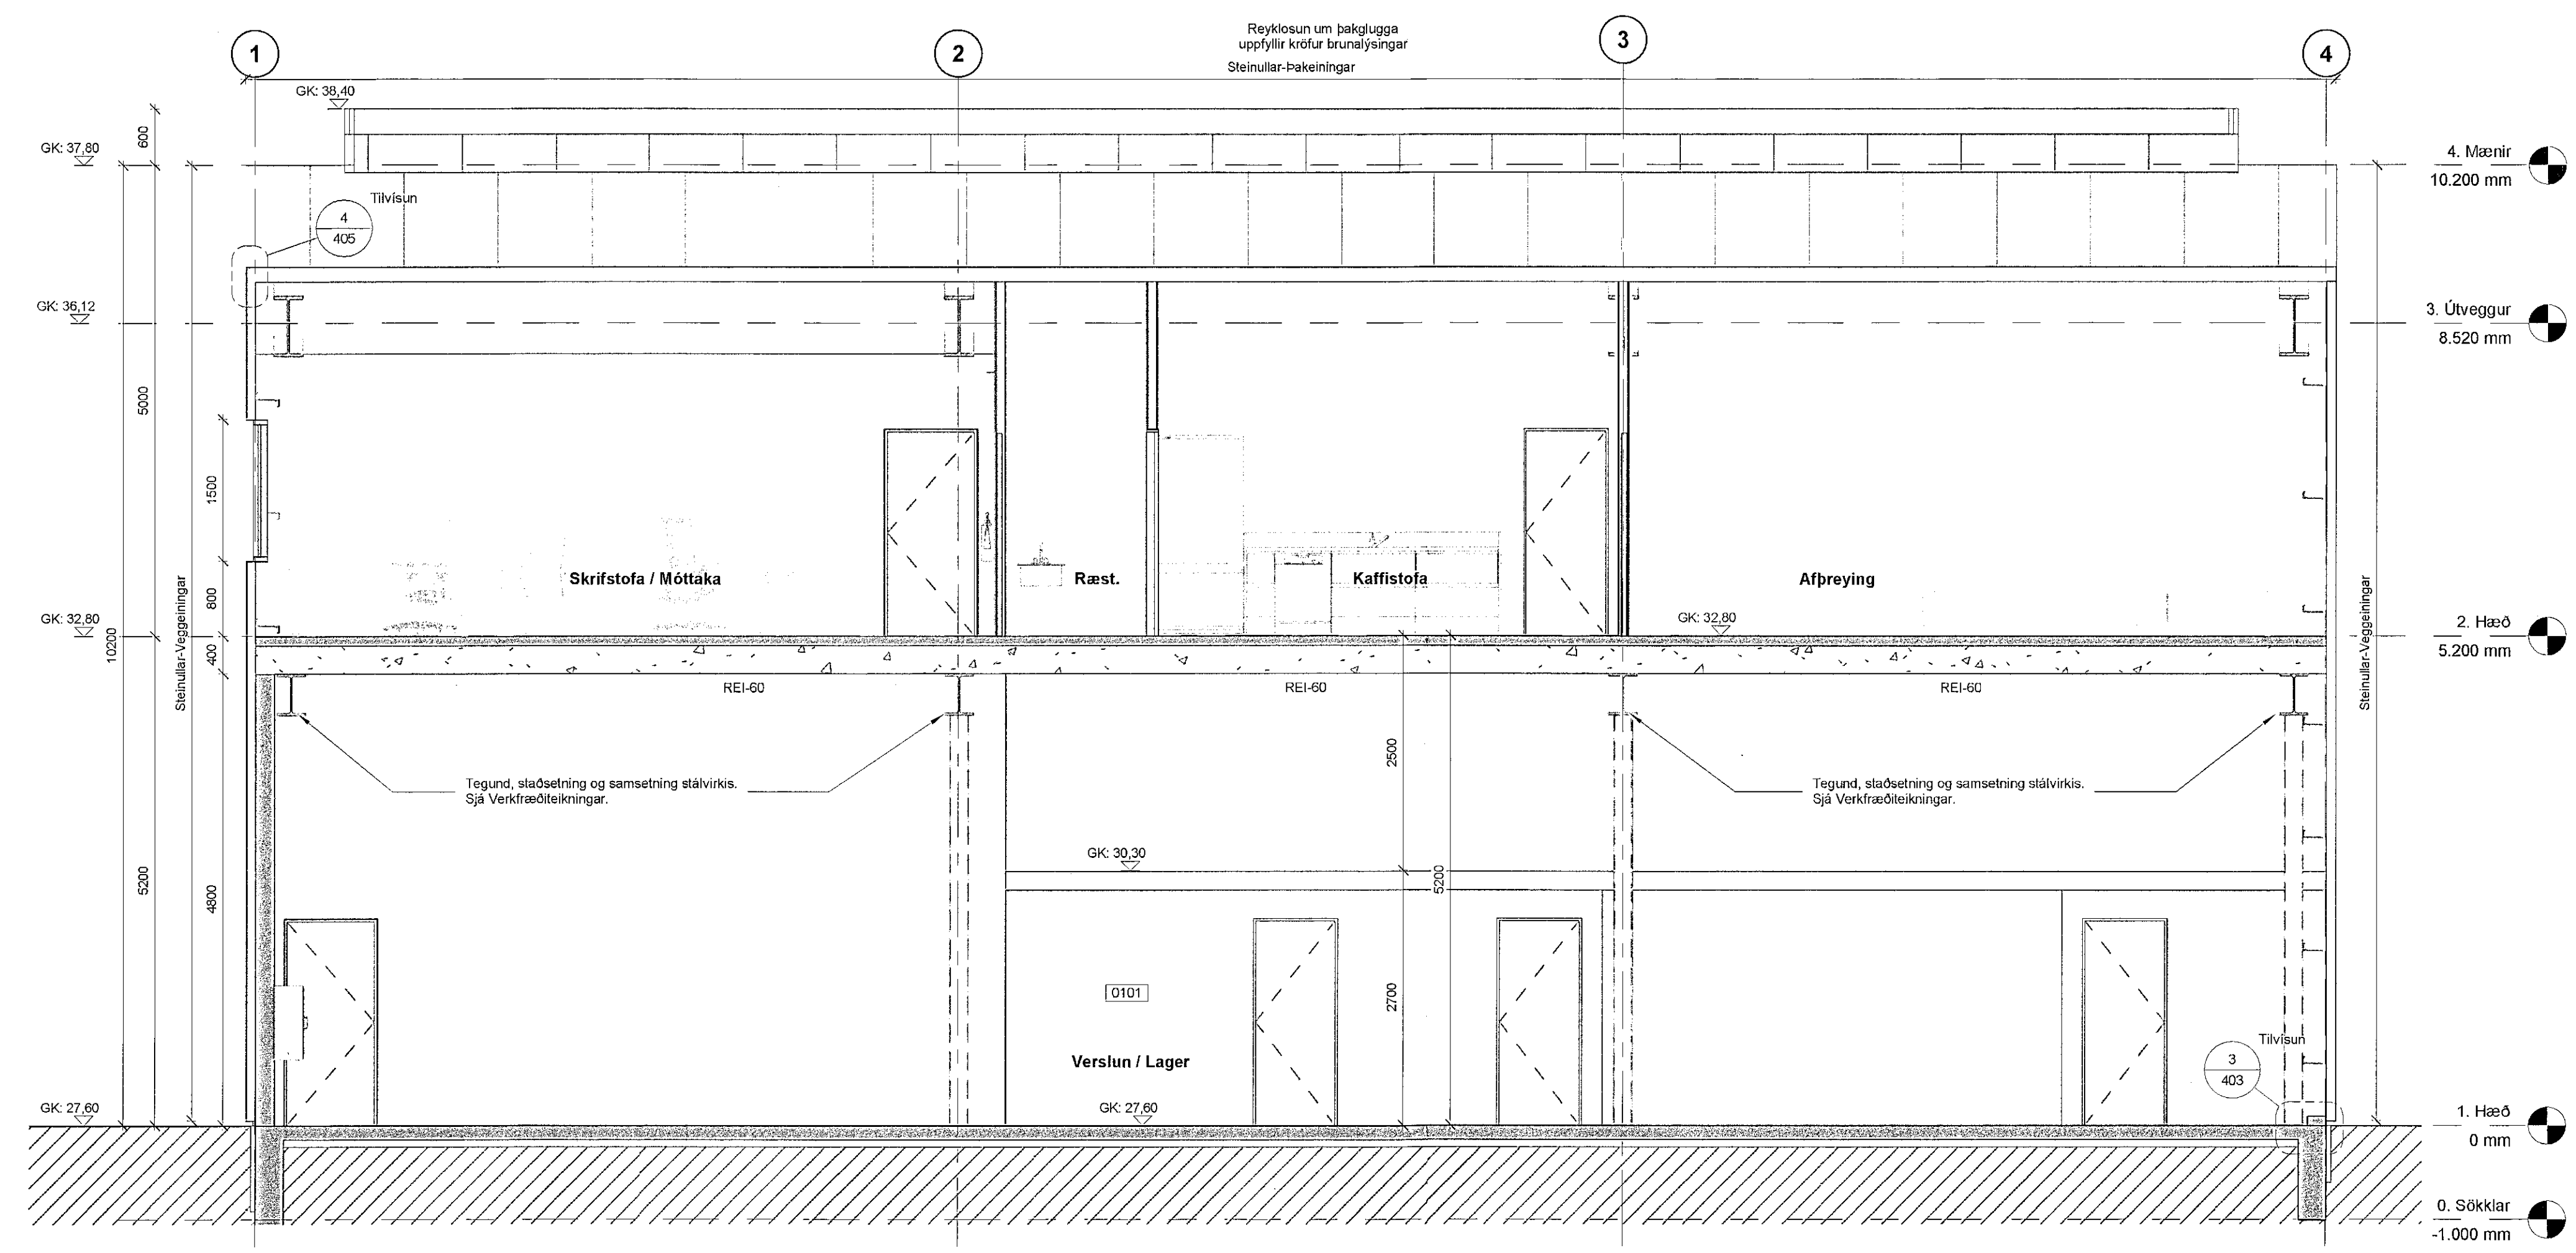 Reyklosun um þakglugga
uppfyllir kröfur brunalýsingar
Steinullar-Þakeiningar
1
2
3
4
GK: 38,40
600
GK: 37,80
4. Mænir
10.200 mm
Tilvísun
4
405
GK: 36,12
3. Útveggur
8.520 mm
5000
1500
800
400
Skrifstofa / Móttaka
Ræst.
Kaffistofa
Afþreying
GK: 32,80
GK: 32,80
2. Hæð
5.200 mm
10200
Steinullar-Veggeiningar
Steinullar-Veggeiningar
REI-60
REI-60
REI-60
2500
Tegund, staðsetning og samsetning stálvirkis.
Sjá Verkfræðiteikningar.
Tegund, staðsetning og samsetning stálvirkis.
Sjá Verkfræðiteikningar.
GK: 30,30
5200
4800
5200
2700
0101
Verslun / Lager
Tilvísun
3
403
GK: 27,60
GK: 27,60
1. Hæð
0 mm
0. Sökklar
-1.000 mm